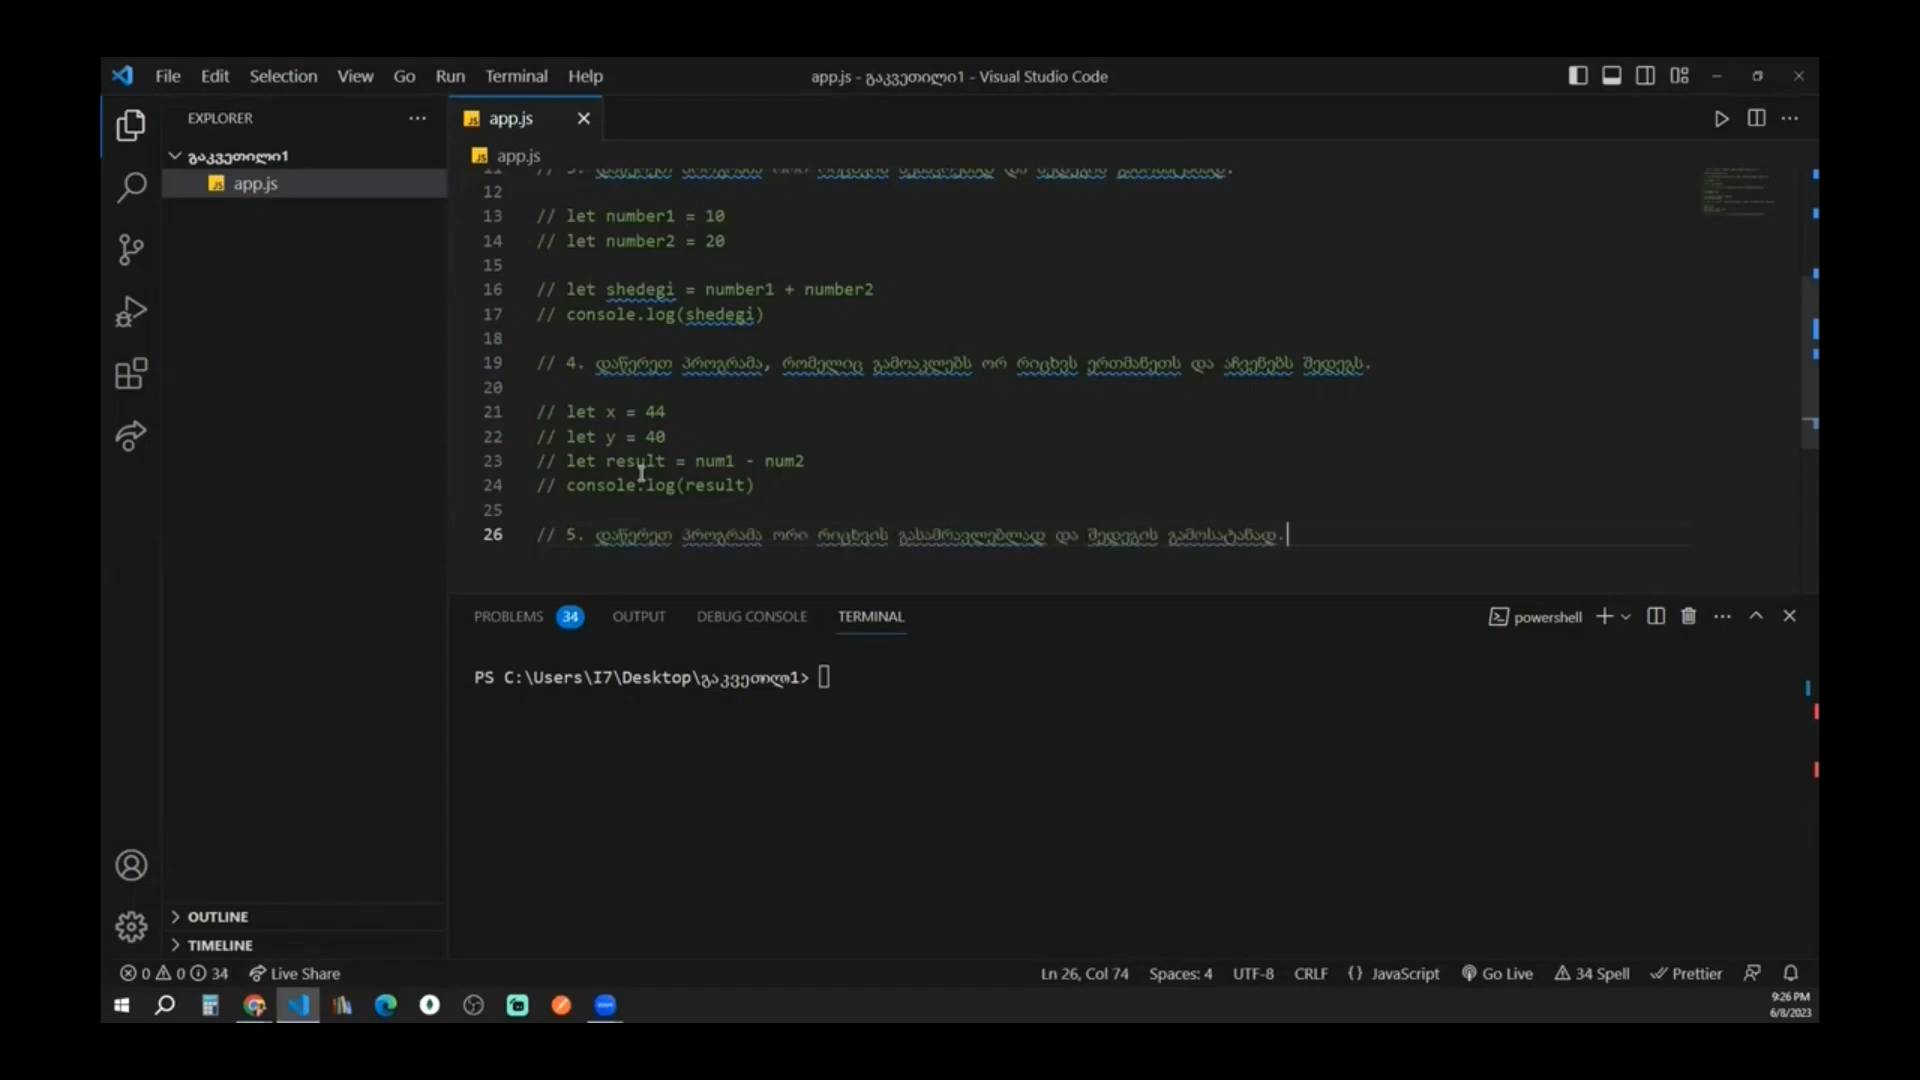 File Edit Selection View Go Run Terminal Help
app.js - გაკვეთილი1 - Visual Studio Code
EXPLORER
გაკვეთილი1
app.js
OUTLINE
TIMELINE
app.js
app.js
12
13 // let number1 = 10
14 // let number2 = 20
15
16 // let shedegi = number1 + number2
17 // console.log(shedegi)
18
19 // 4. დაწერეთ პროგრამა, რომელიც გამოაკლებს ორ რიცხვს ერთმანეთს და აჩვენებს შედეგს.
20
21 // let x = 44
22 // let y = 40
23 // let result = num1 - num2
24 // console.log(result)
25
26 // 5. დაწერეთ პროგრამა ორი რიცხვის გასამრავლებლად და შედეგის გამოსატანად.
PROBLEMS 34 OUTPUT DEBUG CONSOLE TERMINAL
powershell
PS C:\Users\I7\Desktop\გაკვეთილი1>
0 0 34 Live Share
Ln 26, Col 74 Spaces: 4 UTF-8 CRLF {} JavaScript Go Live 34 Spell Prettier
9:26 PM
6/8/2023